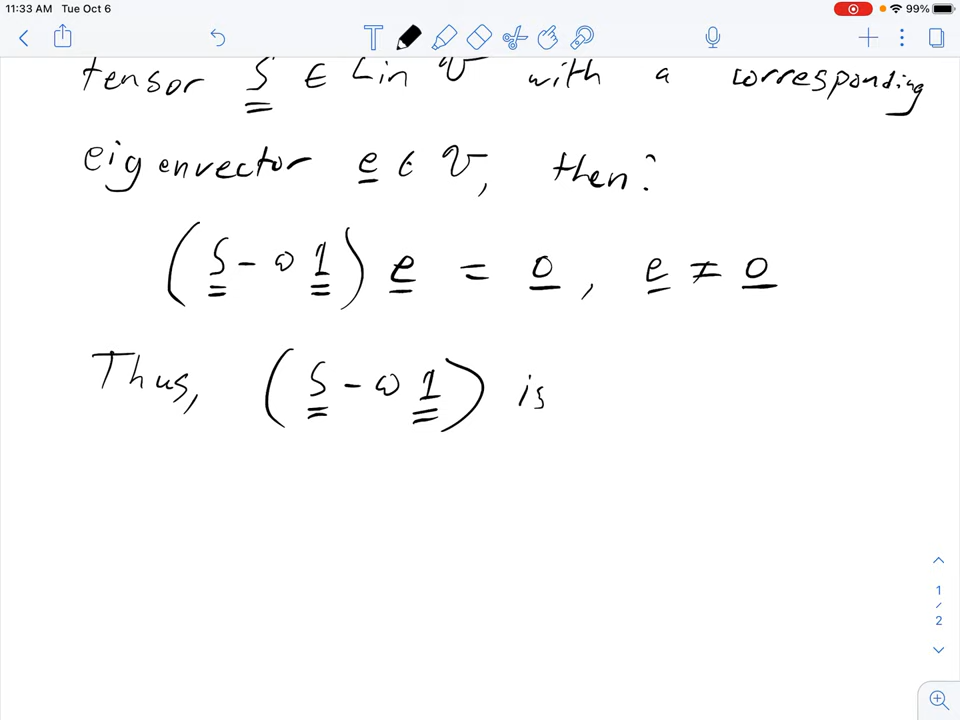 11:33 AM Tue Oct 6 99%
T
tensor S ∈ Lin V with a corresponding
eigenvector e ∈ V, then:
(S - ω 1) e = 0, e ≠ 0
Thus, (S - ω 1) is
1
/
2